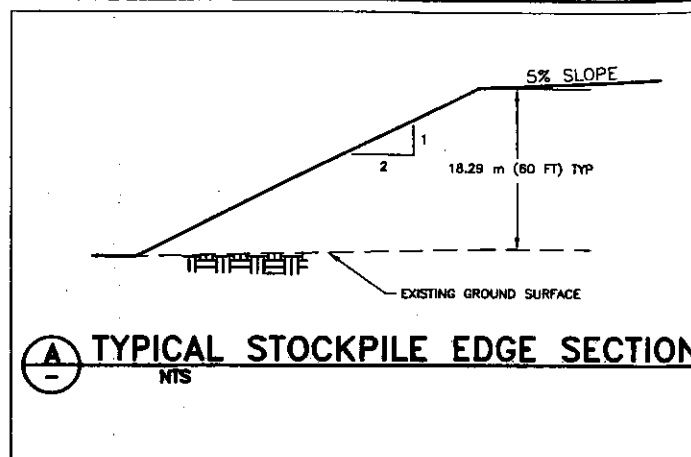 5% SLOPE
1
2
18.29 m (60 FT) TYP
EXISTING GROUND SURFACE
A
-
TYPICAL STOCKPILE EDGE SECTION
NTS